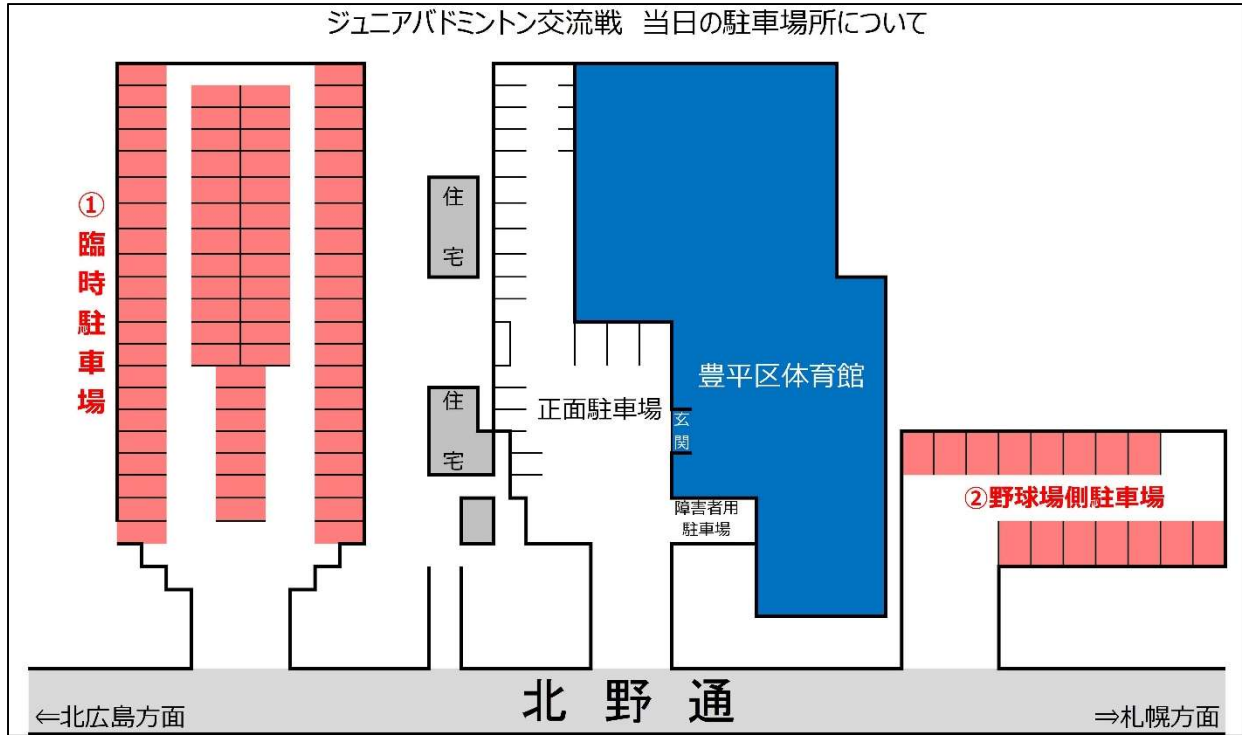 ジュニアバドミントン交流戦 当日の駐車場所について
①臨時駐車場
住宅
住宅
正面駐車場
豊平区体育館
玄関
障害者用
駐車場
②野球場側駐車場
北野通
⇐北広島方面
⇒札幌方面